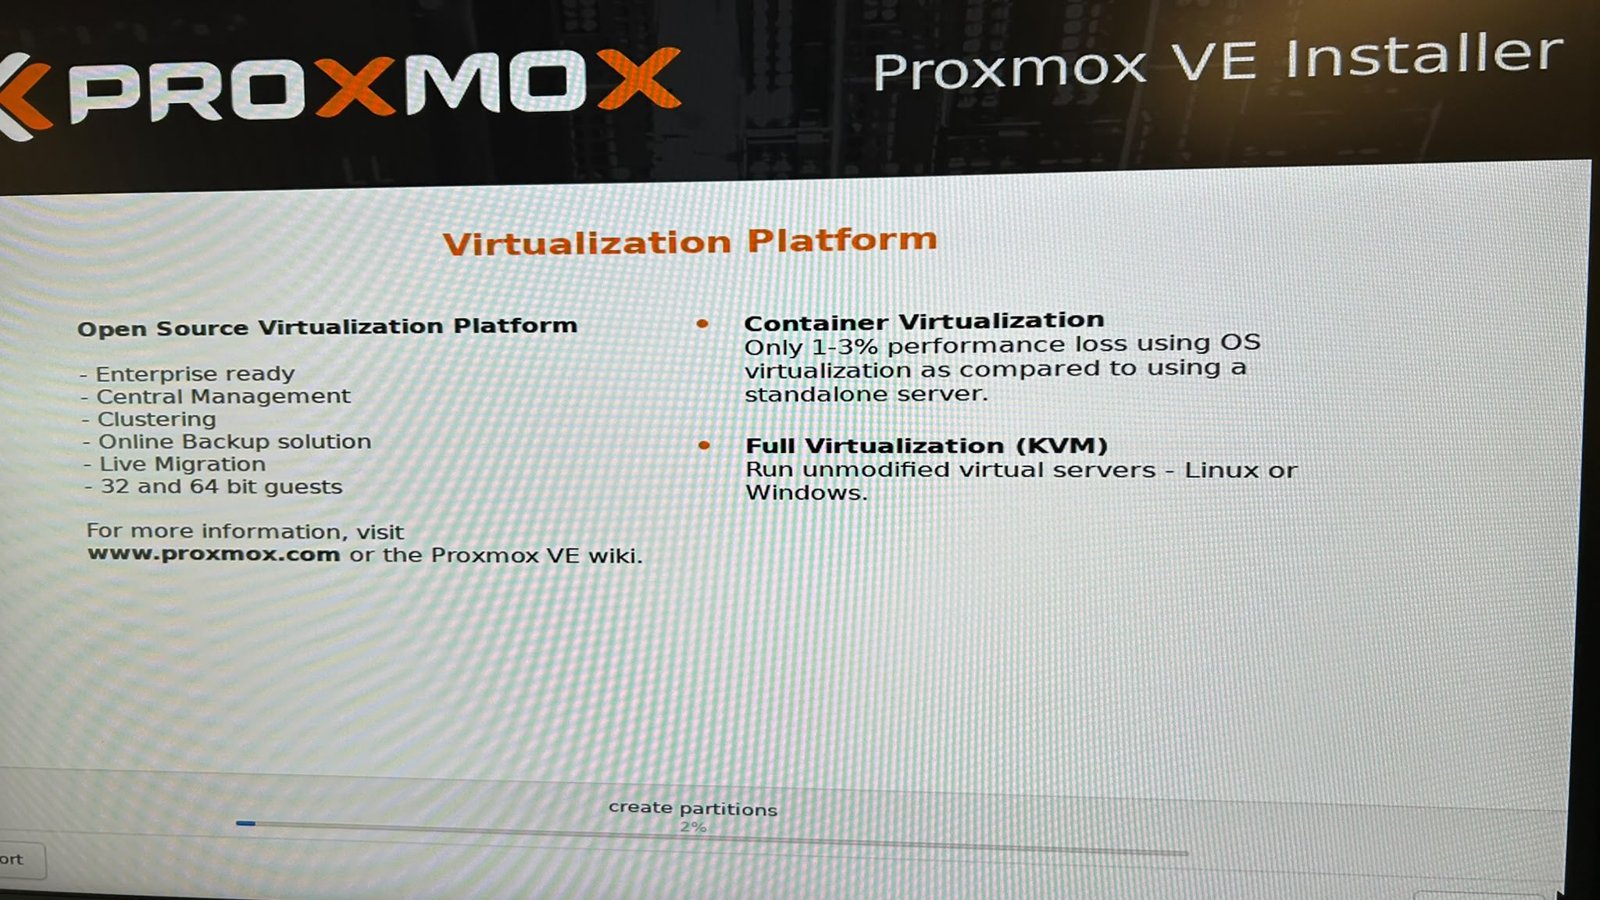 PROXMOX
Proxmox VE Installer
Virtualization Platform
Open Source Virtualization Platform
- Enterprise ready
- Central Management
- Clustering
- Online Backup solution
- Live Migration
- 32 and 64 bit guests
For more information, visit
www.proxmox.com or the Proxmox VE wiki.
• Container Virtualization
Only 1-3% performance loss using OS
virtualization as compared to using a
standalone server.
• Full Virtualization (KVM)
Run unmodified virtual servers - Linux or
Windows.
create partitions
2%
ort